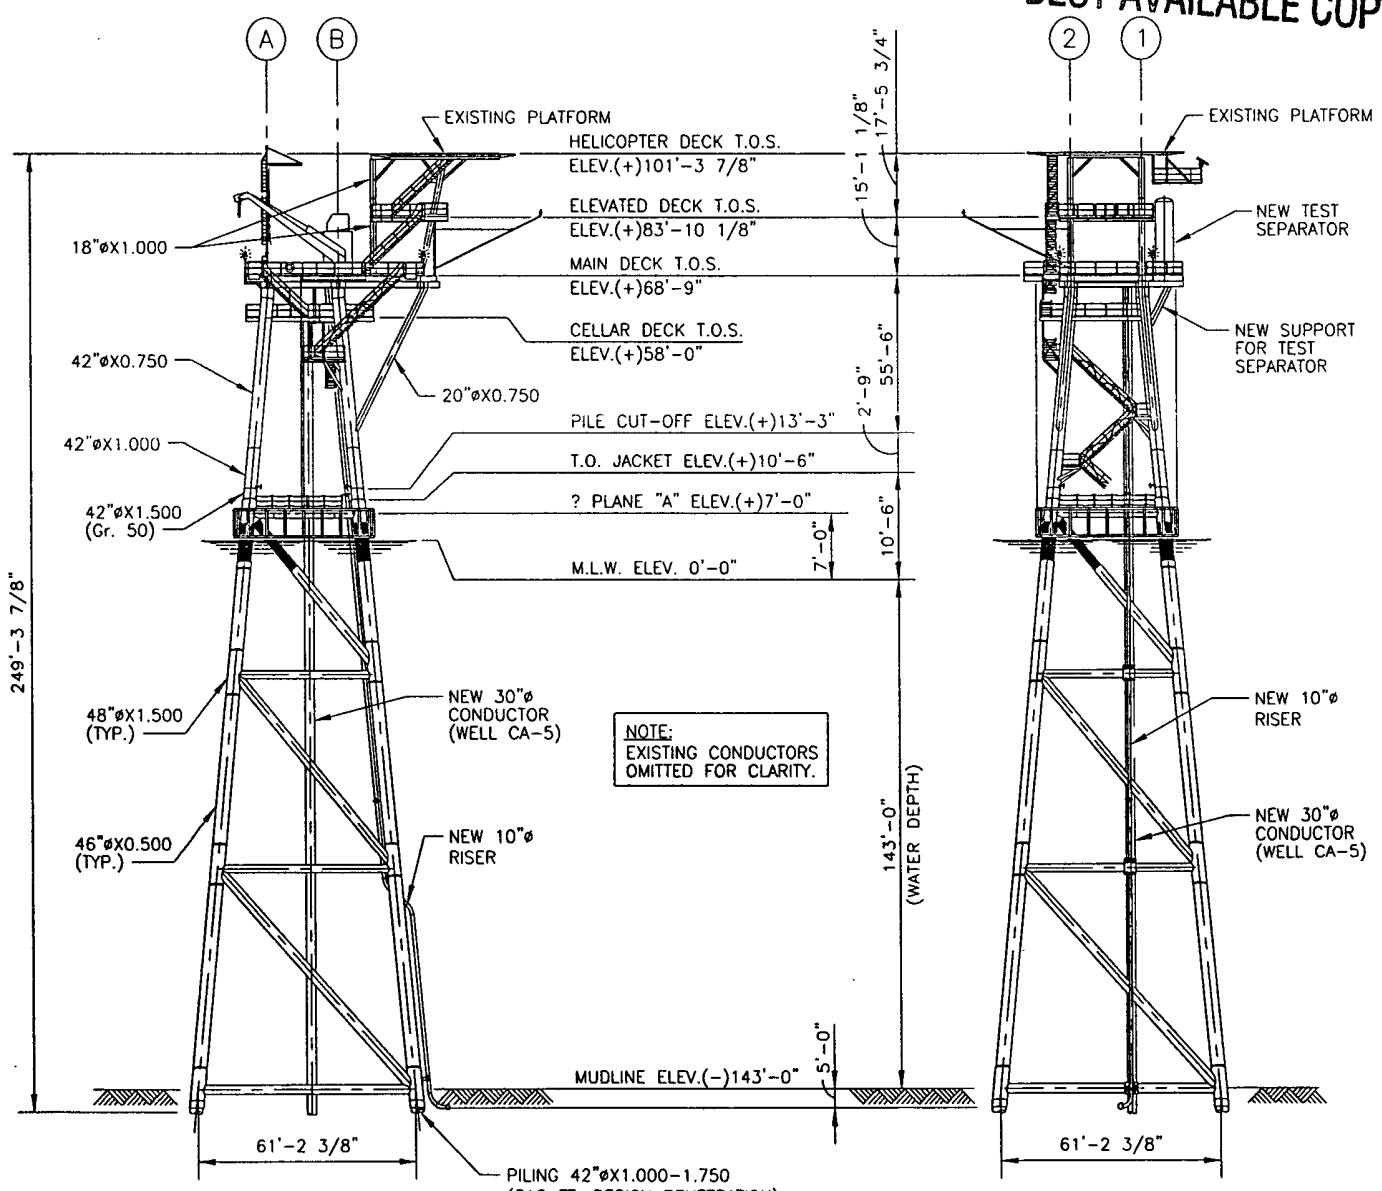 BEST AVAILABLE COP
A
B
2
1
EXISTING PLATFORM
HELICOPTER DECK T.O.S.
ELEV.(+)101'-3 7/8"
ELEVATED DECK T.O.S.
ELEV.(+)83'-10 1/8"
MAIN DECK T.O.S.
ELEV.(+)68'-9"
CELLAR DECK T.O.S.
ELEV.(+)58'-0"
PILE CUT-OFF ELEV.(+)13'-3"
T.O. JACKET ELEV.(+)10'-6"
? PLANE "A" ELEV.(+)7'-0"
M.L.W. ELEV. 0'-0"
MUDLINE ELEV.(-)143'-0"
17'-5 3/4"
15'-1 1/8"
55'-6"
2'-9"
10'-6"
7'-0"
143'-0"
(WATER DEPTH)
5'-0"
249'-3 7/8"
18"øX1.000
42"øX0.750
42"øX1.000
42"øX1.500
(Gr. 50)
20"øX0.750
48"øX1.500
(TYP.)
46"øX0.500
(TYP.)
NEW 30"ø
CONDUCTOR
(WELL CA-5)
NEW 10"ø
RISER
NOTE:
EXISTING CONDUCTORS
OMITTED FOR CLARITY.
61'-2 3/8"
PILING 42"øX1.000-1.750
EXISTING PLATFORM
NEW TEST
SEPARATOR
NEW SUPPORT
FOR TEST
SEPARATOR
NEW 10"ø
RISER
NEW 30"ø
CONDUCTOR
(WELL CA-5)
61'-2 3/8"